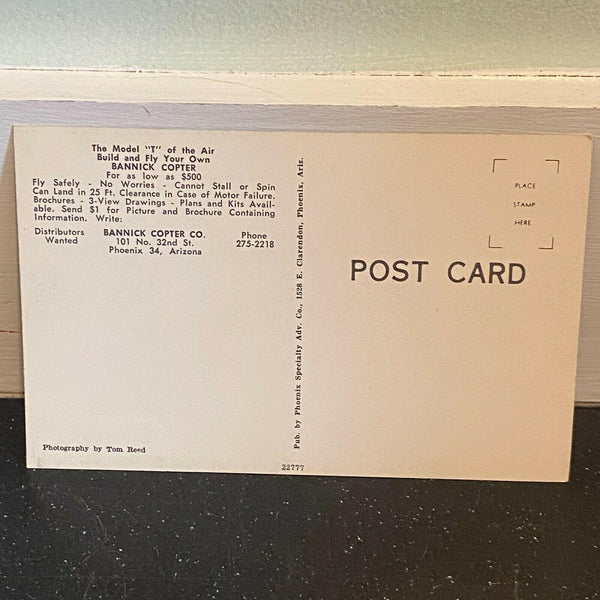 The Model "T" of the Air
Build and Fly Your Own
BANNICK COPTER
For as low as $500
Fly Safely - No Worries - Cannot Stall or Spin
Can Land in 25 Ft. Clearance in Case of Motor Failure.
Brochures - 3-View Drawings - Plans and Kits Avail-
able. Send $1 for Picture and Brochure Containing
Information. Write:
Distributors
Wanted
BANNICK COPTER CO.
101 No. 32nd St.
Phoenix 34, Arizona
Phone
275-2218
Photography by Tom Reed
Pub. by Phoenix Specialty Adv. Co., 1528 E. Clarendon, Phoenix, Ariz.
22777
PLACE
STAMP
HERE
POST CARD